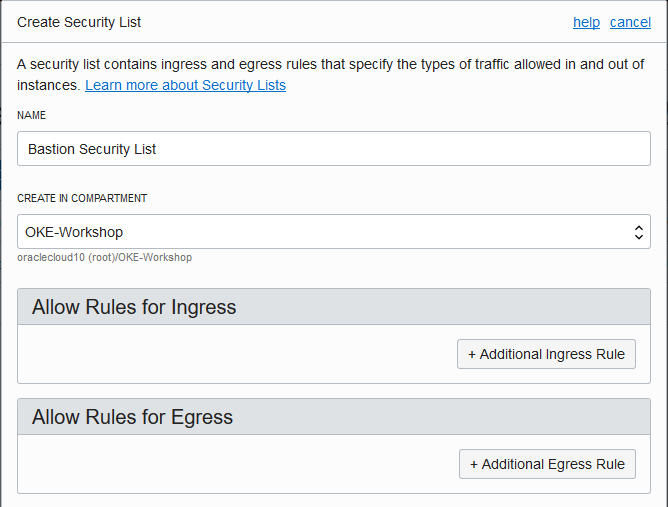 Create Security List help cancel
A security list contains ingress and egress rules that specify the types of traffic allowed in and out of
instances. Learn more about Security Lists
NAME
Bastion Security List
CREATE IN COMPARTMENT
OKE-Workshop
oraclecloud10 (root)/OKE-Workshop
Allow Rules for Ingress
+ Additional Ingress Rule
Allow Rules for Egress
+ Additional Egress Rule